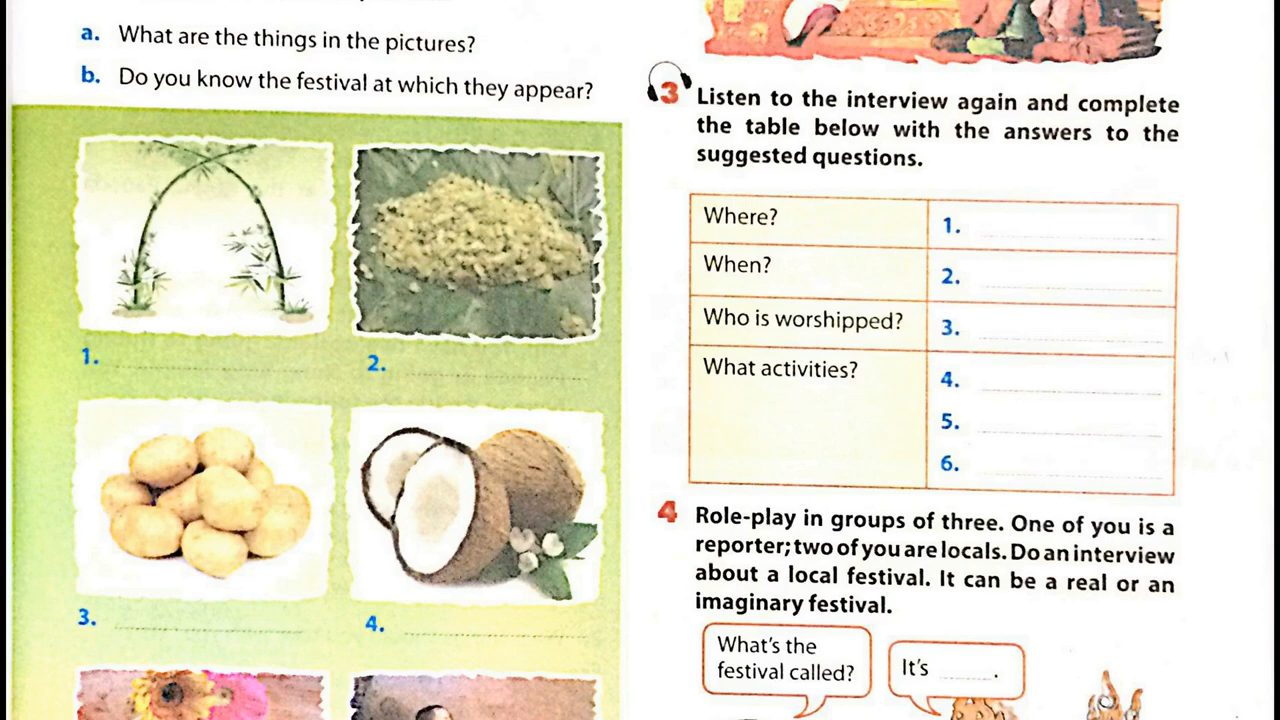 a. What are the things in the pictures?
b. Do you know the festival at which they appear?
1.
2.
3.
4.
3 Listen to the interview again and complete
the table below with the answers to the
suggested questions.
Where? 1.
When? 2.
Who is worshipped? 3.
What activities? 4.
5.
6.
4 Role-play in groups of three. One of you is a
reporter; two of you are locals. Do an interview
about a local festival. It can be a real or an
imaginary festival.
What's the
festival called?
It's ______.